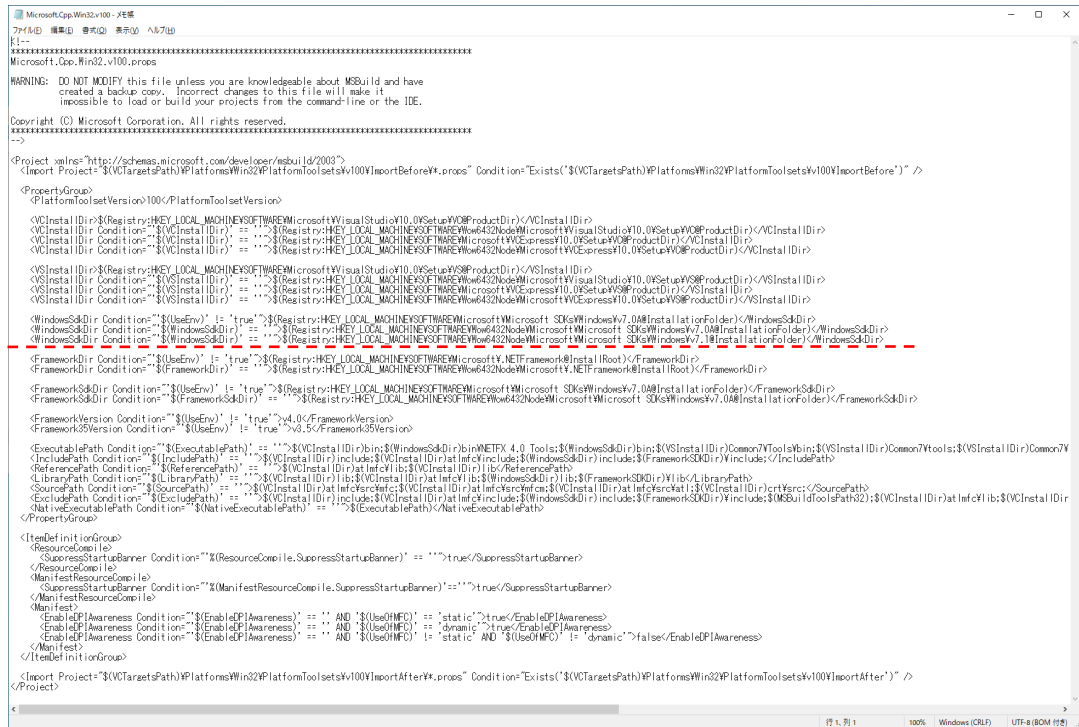 Microsoft.Cpp.Win32.v100 - メモ帳
ファイル(F) 編集(E) 書式(O) 表示(V) ヘルプ(H)
<!--
***********************************************************************************************
Microsoft.Cpp.Win32.v100.props

WARNING:  DO NOT MODIFY this file unless you are knowledgeable about MSBuild and have
          created a backup copy.  Incorrect changes to this file will make it
          impossible to load or build your projects from the command-line or the IDE.

Copyright (C) Microsoft Corporation. All rights reserved.
***********************************************************************************************
-->

<Project xmlns="http://schemas.microsoft.com/developer/msbuild/2003">
  <Import Project="$(VCTargetsPath)¥Platforms¥Win32¥PlatformToolsets¥v100¥ImportBefore¥*.props" Condition="Exists('$(VCTargetsPath)¥Platforms¥Win32¥PlatformToolsets¥v100¥ImportBefore')" />

  <PropertyGroup>
    <PlatformToolsetVersion>100</PlatformToolsetVersion>

    <VCInstallDir>$(Registry:HKEY_LOCAL_MACHINE¥SOFTWARE¥Microsoft¥VisualStudio¥10.0¥Setup¥VC@ProductDir)</VCInstallDir>
    <VCInstallDir Condition="'$(VCInstallDir)' == ''">$(Registry:HKEY_LOCAL_MACHINE¥SOFTWARE¥Wow6432Node¥Microsoft¥VisualStudio¥10.0¥Setup¥VC@ProductDir)</VCInstallDir>
    <VCInstallDir Condition="'$(VCInstallDir)' == ''">$(Registry:HKEY_LOCAL_MACHINE¥SOFTWARE¥Microsoft¥VCExpress¥10.0¥Setup¥VC@ProductDir)</VCInstallDir>
    <VCInstallDir Condition="'$(VCInstallDir)' == ''">$(Registry:HKEY_LOCAL_MACHINE¥SOFTWARE¥Wow6432Node¥Microsoft¥VCExpress¥10.0¥Setup¥VC@ProductDir)</VCInstallDir>

    <VSInstallDir>$(Registry:HKEY_LOCAL_MACHINE¥SOFTWARE¥Microsoft¥VisualStudio¥10.0¥Setup¥VS@ProductDir)</VSInstallDir>
    <VSInstallDir Condition="'$(VSInstallDir)' == ''">$(Registry:HKEY_LOCAL_MACHINE¥SOFTWARE¥Wow6432Node¥Microsoft¥VisualStudio¥10.0¥Setup¥VS@ProductDir)</VSInstallDir>
    <VSInstallDir Condition="'$(VSInstallDir)' == ''">$(Registry:HKEY_LOCAL_MACHINE¥SOFTWARE¥Microsoft¥VCExpress¥10.0¥Setup¥VS@ProductDir)</VSInstallDir>
    <VSInstallDir Condition="'$(VSInstallDir)' == ''">$(Registry:HKEY_LOCAL_MACHINE¥SOFTWARE¥Wow6432Node¥Microsoft¥VCExpress¥10.0¥Setup¥VS@ProductDir)</VSInstallDir>

    <WindowsSdkDir Condition="'$(UseEnv)' != 'true'">$(Registry:HKEY_LOCAL_MACHINE¥SOFTWARE¥Microsoft¥Microsoft SDKs¥Windows¥v7.0A@InstallationFolder)</WindowsSdkDir>
    <WindowsSdkDir Condition="'$(WindowsSdkDir)' == ''">$(Registry:HKEY_LOCAL_MACHINE¥SOFTWARE¥Wow6432Node¥Microsoft¥Microsoft SDKs¥Windows¥v7.0A@InstallationFolder)</WindowsSdkDir>
    <WindowsSdkDir Condition="'$(WindowsSdkDir)' == ''">$(Registry:HKEY_LOCAL_MACHINE¥SOFTWARE¥Wow6432Node¥Microsoft¥Microsoft SDKs¥Windows¥v7.1@InstallationFolder)</WindowsSdkDir>

    <FrameworkDir Condition="'$(UseEnv)' != 'true'">$(Registry:HKEY_LOCAL_MACHINE¥SOFTWARE¥Microsoft¥.NETFramework@InstallRoot)</FrameworkDir>
    <FrameworkDir Condition="'$(FrameworkDir)' == ''">$(Registry:HKEY_LOCAL_MACHINE¥SOFTWARE¥Wow6432Node¥Microsoft¥.NETFramework@InstallRoot)</FrameworkDir>

    <FrameworkSdkDir Condition="'$(UseEnv)' != 'true'">$(Registry:HKEY_LOCAL_MACHINE¥SOFTWARE¥Microsoft¥Microsoft SDKs¥Windows¥v7.0A@InstallationFolder)</FrameworkSdkDir>
    <FrameworkSdkDir Condition="'$(FrameworkSdkDir)' == ''">$(Registry:HKEY_LOCAL_MACHINE¥SOFTWARE¥Wow6432Node¥Microsoft¥Microsoft SDKs¥Windows¥v7.0A@InstallationFolder)</FrameworkSdkDir>

    <FrameworkVersion Condition="'$(UseEnv)' != 'true'">v4.0</FrameworkVersion>
    <Framework35Version Condition="'$(UseEnv)' != 'true'">v3.5</Framework35Version>

    <ExecutablePath Condition="'$(ExecutablePath)' == ''">$(VCInstallDir)bin;$(WindowsSdkDir)bin¥NETFX 4.0 Tools;$(WindowsSdkDir)bin;$(VSInstallDir)Common7¥Tools¥bin;$(VSInstallDir)Common7¥tools;$(VSInstallDir)Common7¥
    <IncludePath Condition="'$(IncludePath)' == ''">$(VCInstallDir)include;$(VCInstallDir)atlmfc¥include;$(WindowsSdkDir)include;$(FrameworkSDKDir)¥include;</IncludePath>
    <ReferencePath Condition="'$(ReferencePath)' == ''">$(VCInstallDir)atlmfc¥lib;$(VCInstallDir)lib</ReferencePath>
    <LibraryPath Condition="'$(LibraryPath)' == ''">$(VCInstallDir)lib;$(VCInstallDir)atlmfc¥lib;$(WindowsSdkDir)lib;$(FrameworkSDKDir)¥lib</LibraryPath>
    <SourcePath Condition="'$(SourcePath)' == ''">$(VCInstallDir)atlmfc¥src¥mfc;$(VCInstallDir)atlmfc¥src¥mfcm;$(VCInstallDir)atlmfc¥src¥atl;$(VCInstallDir)crt¥src;</SourcePath>
    <ExcludePath Condition="'$(ExcludePath)' == ''">$(VCInstallDir)include;$(VCInstallDir)atlmfc¥include;$(WindowsSdkDir)include;$(FrameworkSDKDir)¥include;$(MSBuildToolsPath32);$(VCInstallDir)atlmfc¥lib;$(VCInstallDir
    <NativeExecutablePath Condition="'$(NativeExecutablePath)' == ''">$(ExecutablePath)</NativeExecutablePath>
  </PropertyGroup>

  <ItemDefinitionGroup>
    <ResourceCompile>
      <SuppressStartupBanner Condition="'%(ResourceCompile.SuppressStartupBanner)' == ''">true</SuppressStartupBanner>
    </ResourceCompile>
    <ManifestResourceCompile>
      <SuppressStartupBanner Condition="'%(ManifestResourceCompile.SuppressStartupBanner)'==''">true</SuppressStartupBanner>
    </ManifestResourceCompile>
    <Manifest>
      <EnableDPIAwareness Condition="'$(EnableDPIAwareness)' == '' AND '$(UseOfMFC)' == 'static'">true</EnableDPIAwareness>
      <EnableDPIAwareness Condition="'$(EnableDPIAwareness)' == '' AND '$(UseOfMFC)' == 'dynamic'">true</EnableDPIAwareness>
      <EnableDPIAwareness Condition="'$(EnableDPIAwareness)' == '' AND '$(UseOfMFC)' != 'static' AND '$(UseOfMFC)' != 'dynamic'">false</EnableDPIAwareness>
    </Manifest>
  </ItemDefinitionGroup>

  <Import Project="$(VCTargetsPath)¥Platforms¥Win32¥PlatformToolsets¥v100¥ImportAfter¥*.props" Condition="Exists('$(VCTargetsPath)¥Platforms¥Win32¥PlatformToolsets¥v100¥ImportAfter')" />
</Project>
行 1、列 1 100% Windows (CRLF) UTF-8 (BOM 付き)